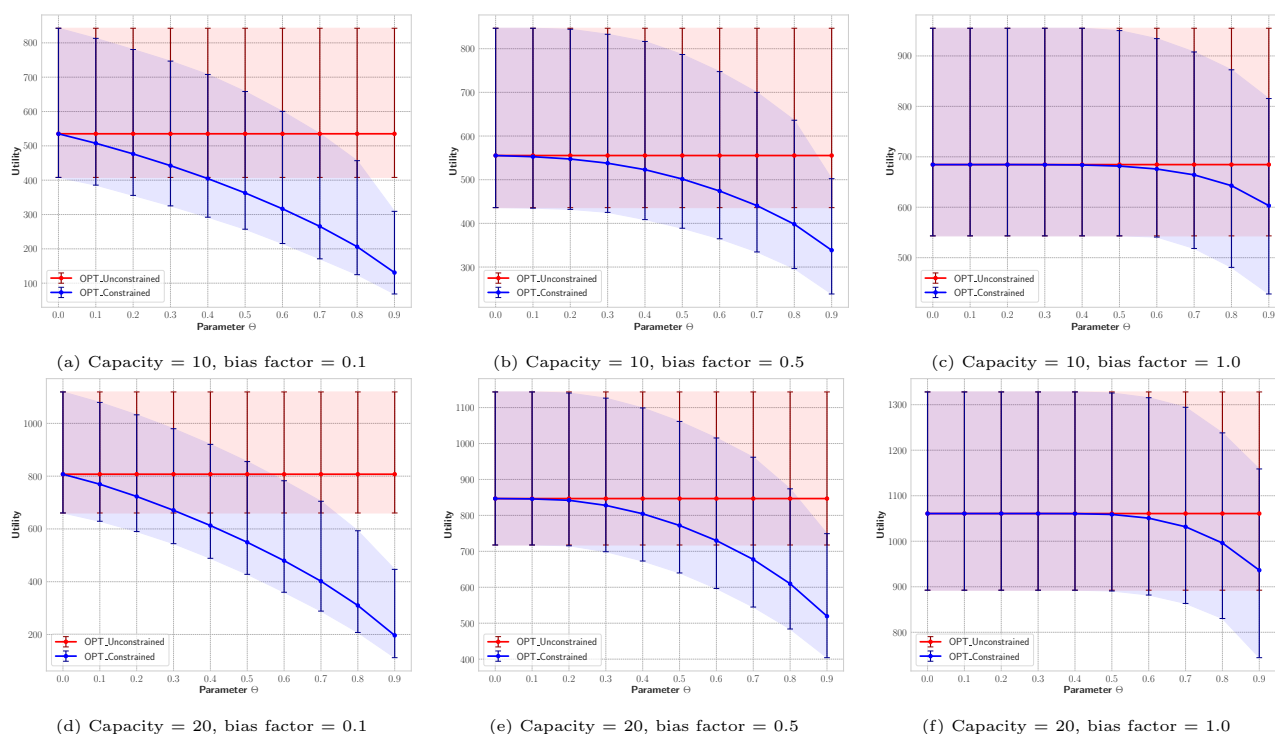 800
700
600
500
400
300
200
100
Utility
OPT_Unconstrained
OPT_Constrained
0.0 0.1 0.2 0.3 0.4 0.5 0.6 0.7 0.8 0.9
Parameter Θ
(a) Capacity = 10, bias factor = 0.1
800
700
600
500
400
300
Utility
OPT_Unconstrained
OPT_Constrained
0.0 0.1 0.2 0.3 0.4 0.5 0.6 0.7 0.8 0.9
Parameter Θ
(b) Capacity = 10, bias factor = 0.5
900
800
700
600
500
Utility
OPT_Unconstrained
OPT_Constrained
0.0 0.1 0.2 0.3 0.4 0.5 0.6 0.7 0.8 0.9
Parameter Θ
(c) Capacity = 10, bias factor = 1.0
1000
800
600
400
200
Utility
OPT_Unconstrained
OPT_Constrained
0.0 0.1 0.2 0.3 0.4 0.5 0.6 0.7 0.8 0.9
Parameter Θ
(d) Capacity = 20, bias factor = 0.1
1100
1000
900
800
700
600
500
400
Utility
OPT_Unconstrained
OPT_Constrained
0.0 0.1 0.2 0.3 0.4 0.5 0.6 0.7 0.8 0.9
Parameter Θ
(e) Capacity = 20, bias factor = 0.5
1300
1200
1100
1000
900
800
Utility
OPT_Unconstrained
OPT_Constrained
0.0 0.1 0.2 0.3 0.4 0.5 0.6 0.7 0.8 0.9
Parameter Θ
(f) Capacity = 20, bias factor = 1.0